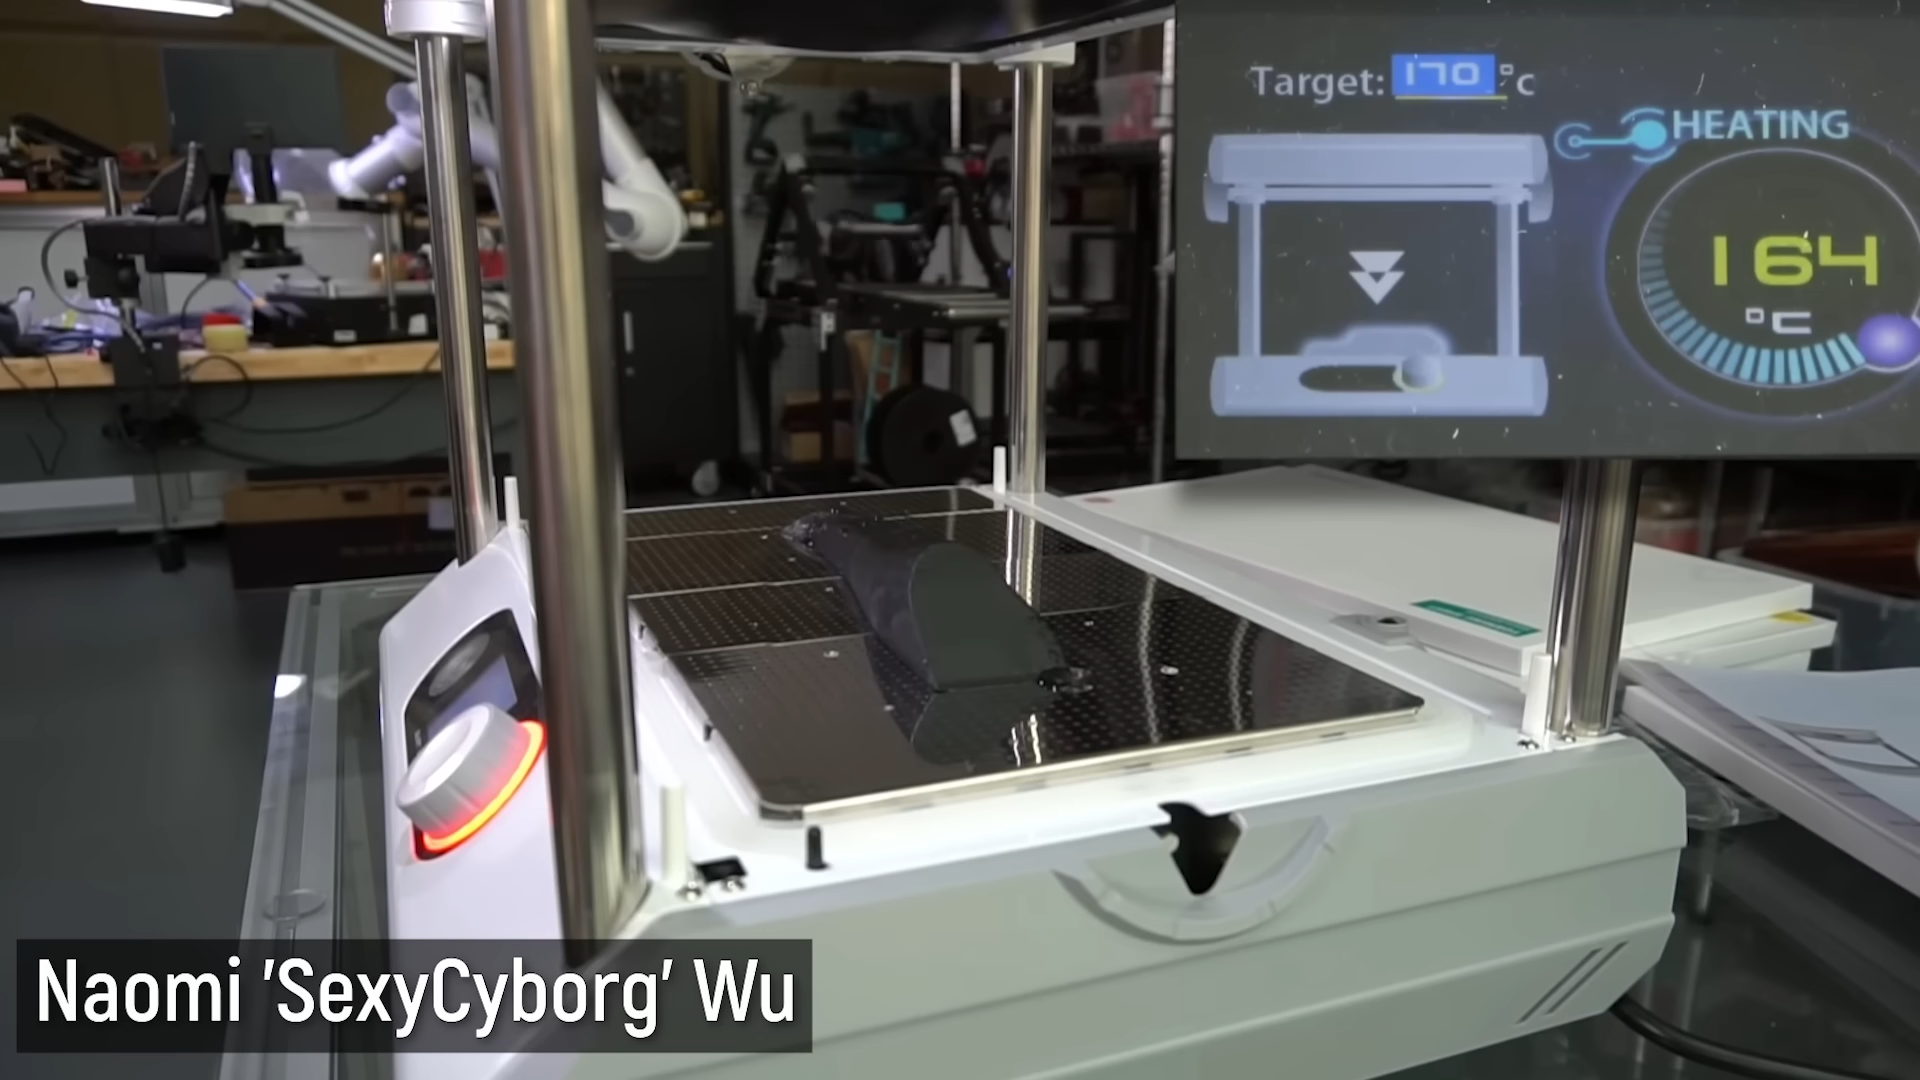 Target: 170 °c
HEATING
164
°C
Naomi 'SexyCyborg' Wu